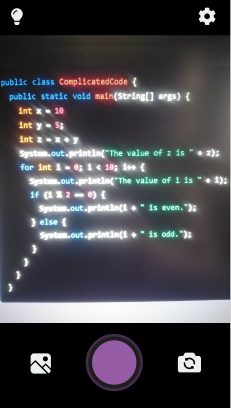 public class ComplicatedCode {
public static void main(String[] args) {
int x = 10
int y = 5;
int z = x + y
System.out.println("The value of z is " + z);
for int i = 0; i < 10; i++ {
System.out.println("The value of i is " + i);
if (i % 2 == 0) {
System.out.println(i + " is even.");
} else {
System.out.println(i + " is odd.");
}
}
}
}